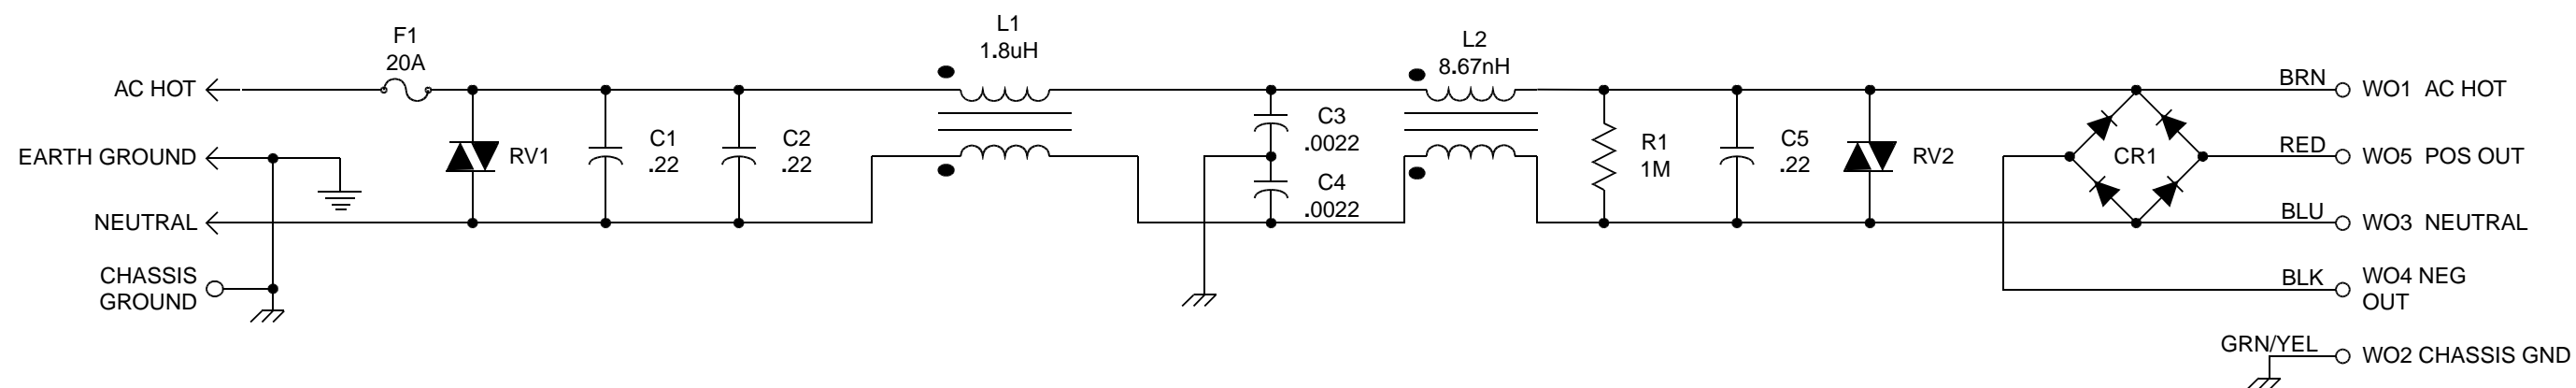 F1
20A
L1
1.8uH
L2
8.67nH
AC HOT
EARTH GROUND
NEUTRAL
CHASSIS
GROUND
RV1
C1
.22
C2
.22
C3
.0022
C4
.0022
R1
1M
C5
.22
RV2
CR1
BRN
WO1 AC HOT
RED
WO5 POS OUT
BLU
WO3 NEUTRAL
BLK
WO4 NEG
OUT
GRN/YEL
WO2 CHASSIS GND